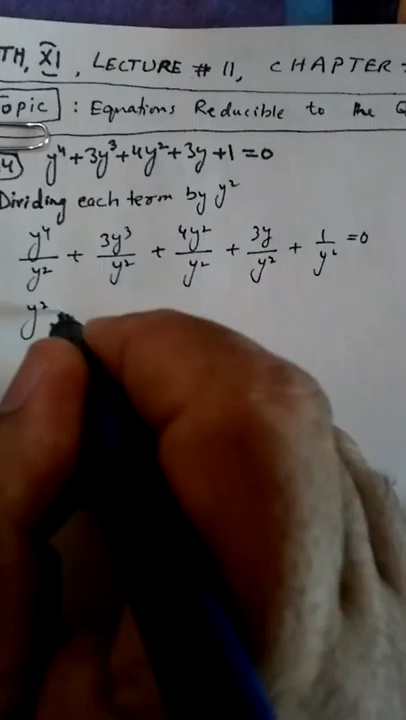 TH, XI, LECTURE # 11, CHAPTER
opic : Equations Reducible to the Q
y⁴+3y³+4y²+3y+1=0
Dividing each term by y²
y⁴/y² + 3y³/y² + 4y²/y² + 3y/y² + 1/y² =0
y²